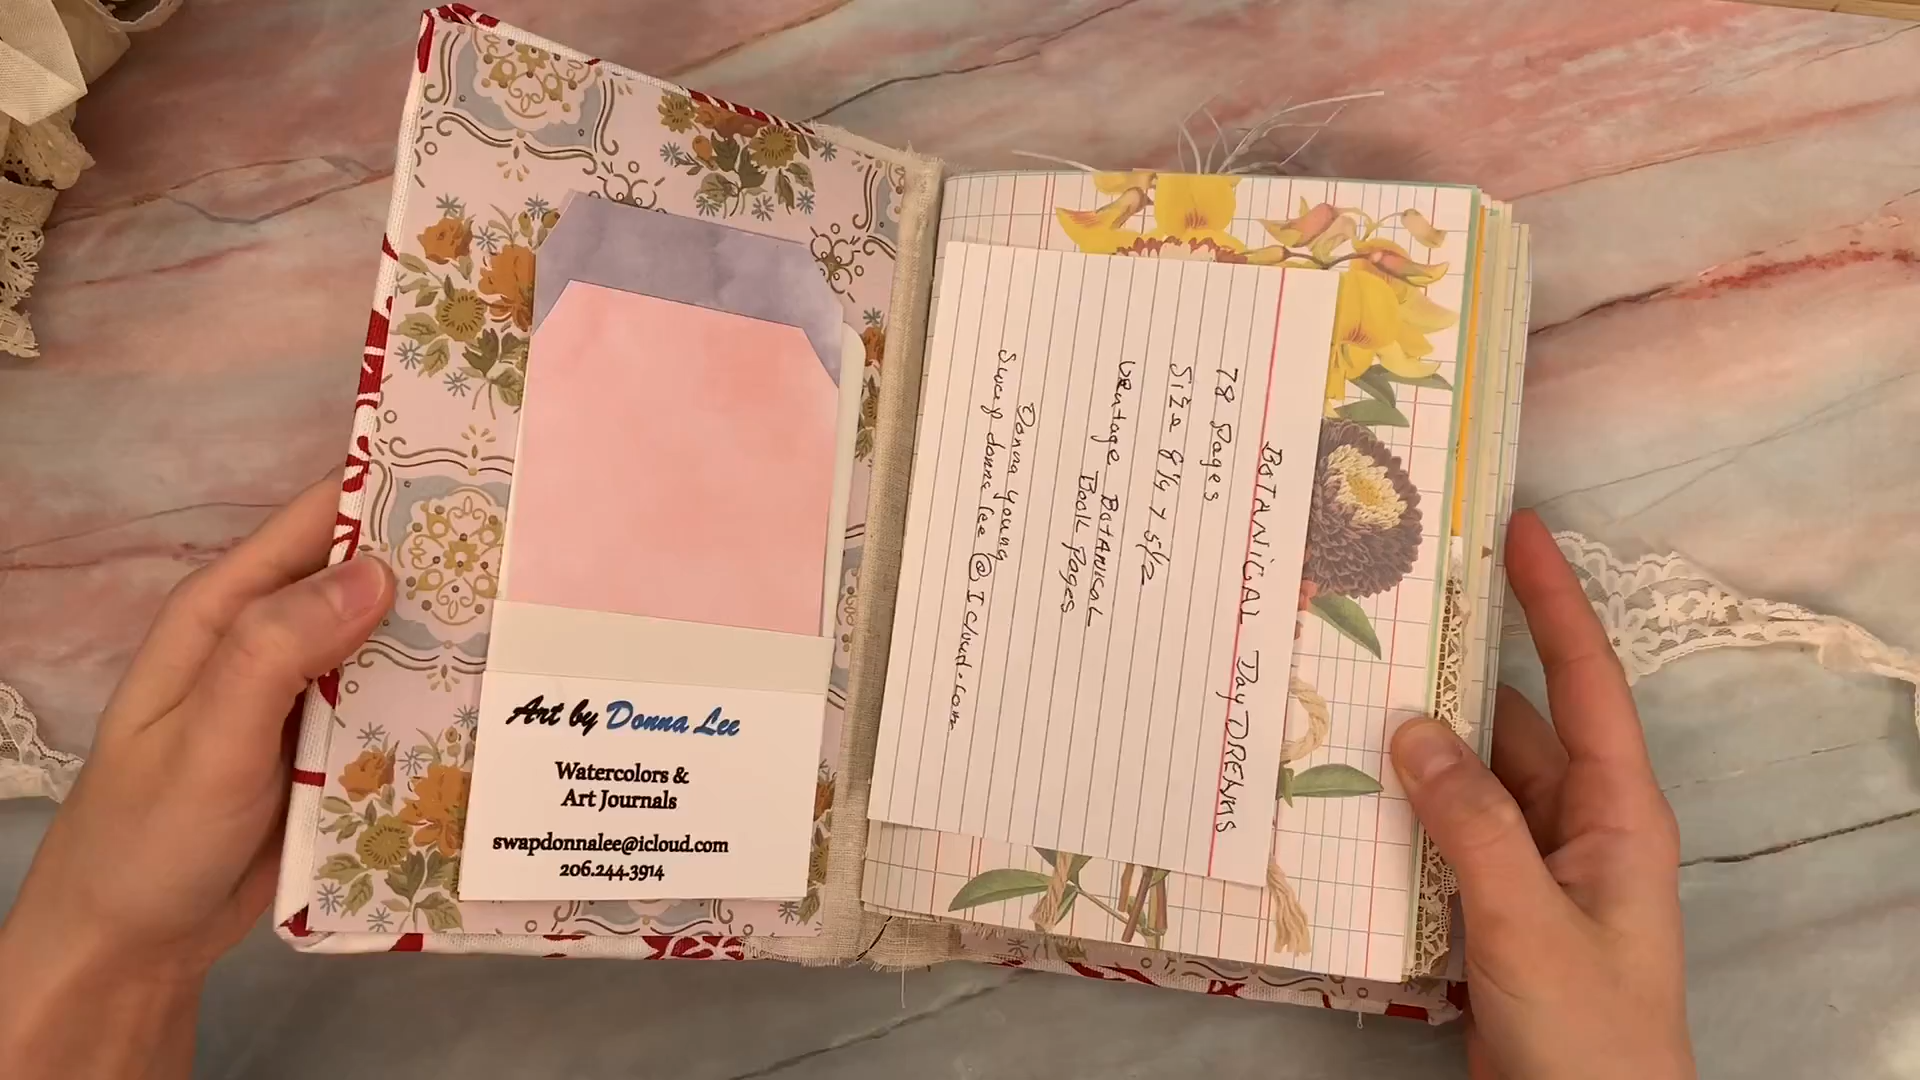 Art by Donna Lee
Watercolors &
Art Journals
swapdonnalee@icloud.com
206.244.3914
BOTANICAL DAY DREAMS
78 Pages
Size 8 1/4 x 5 1/2
Vintage BOTANICAL
Book Pages
Donna Young
donna lee @ Icloud.com